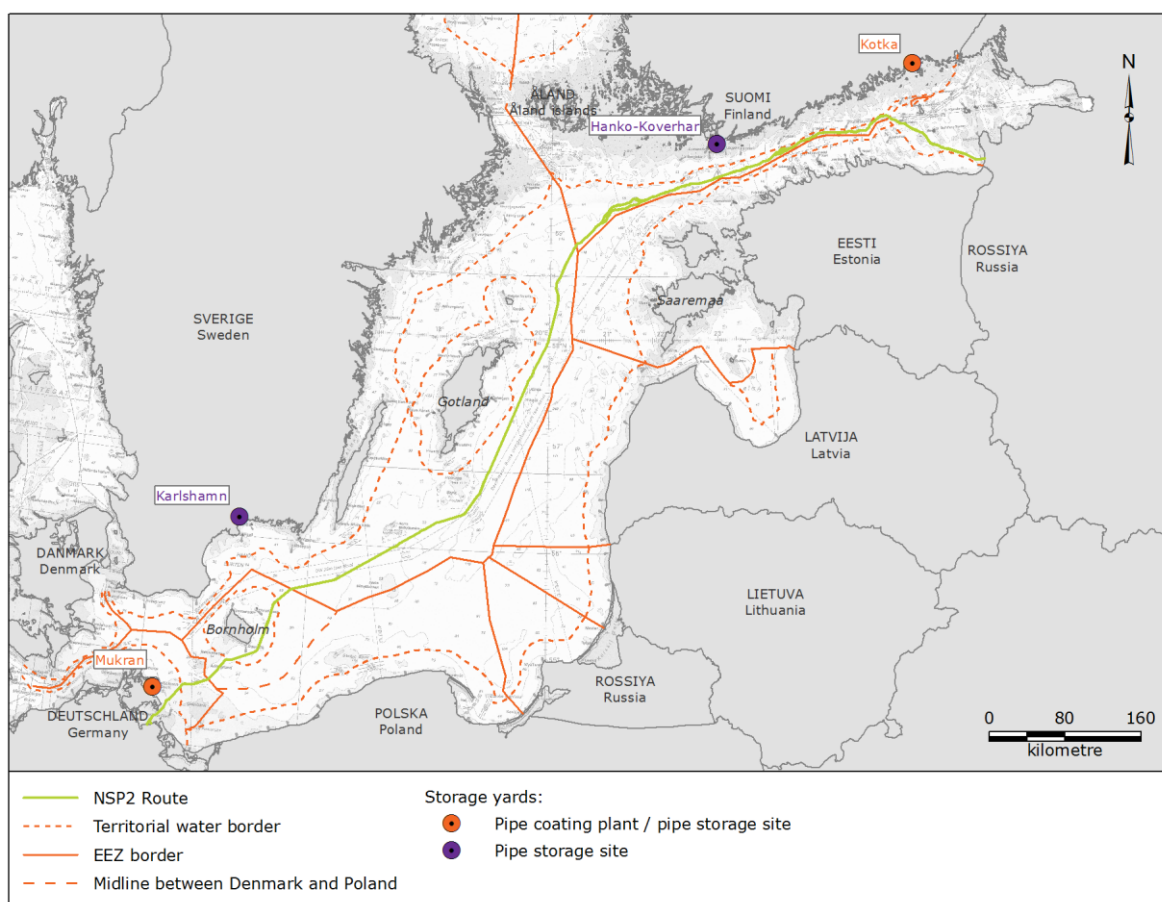 Kotka
N
ÅLAND
Åland islands
SUOMI
Finland
Hanko-Koverhar
EESTI
Estonia
ROSSIYA
Russia
Saaremaa
SVERIGE
Sweden
Gotland
LATVIJA
Latvia
Karlshamn
DANMARK
Denmark
LIETUVA
Lithuania
Bornholm
Mukran
ROSSIYA
Russia
DEUTSCHLAND
Germany
POLSKA
Poland
0 80 160
kilometre
NSP2 Route
Territorial water border
EEZ border
Midline between Denmark and Poland
Storage yards:
Pipe coating plant / pipe storage site
Pipe storage site